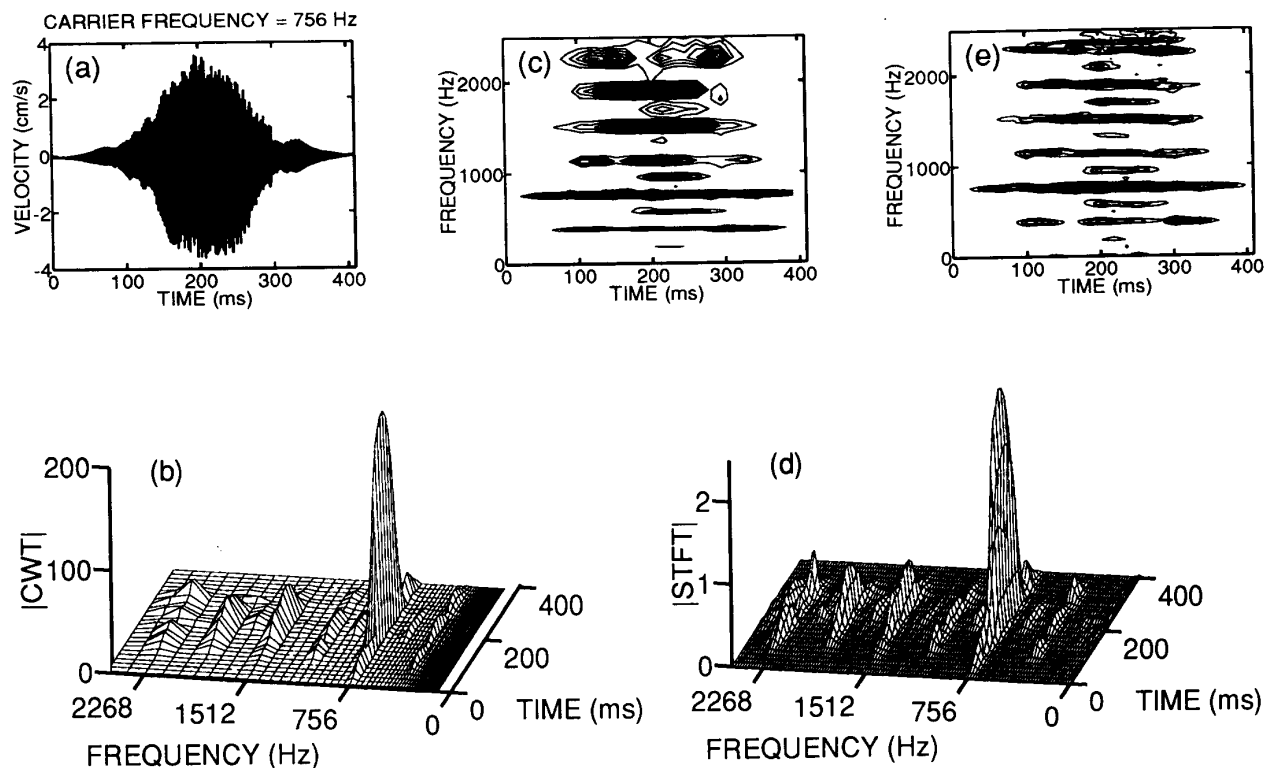 CARRIER FREQUENCY = 756 Hz
(a)
VELOCITY (cm/s)
4
2
0
-2
-4
0 100 200 300 400
TIME (ms)
(c)
FREQUENCY (Hz)
2000
1000
0
0 100 200 300 400
TIME (ms)
(e)
FREQUENCY (Hz)
2000
1000
0
0 100 200 300 400
TIME (ms)
(b)
|CWT|
200
100
0
2268 1512 756 0
FREQUENCY (Hz)
0 200 400
TIME (ms)
(d)
|STFT|
2
1
0
2268 1512 756 0
FREQUENCY (Hz)
0 200 400
TIME (ms)